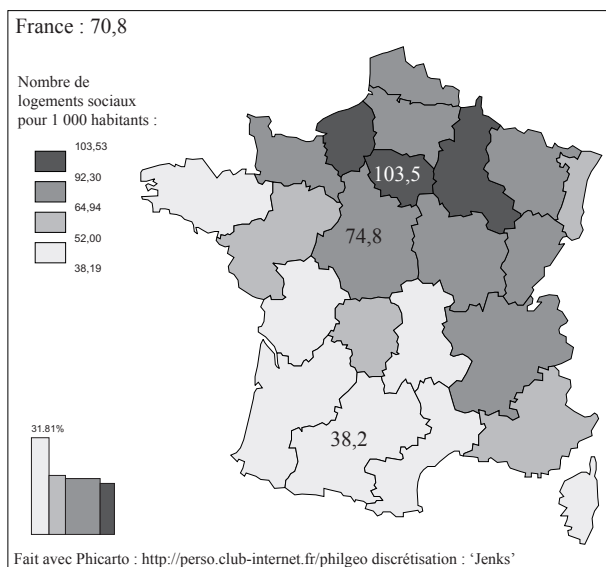 France : 70,8
Nombre de
logements sociaux
pour 1 000 habitants :
103,53
92,30
64,94
52,00
38,19
103,5
74,8
38,2
31.81%
Fait avec Phicarto : http://perso.club-internet.fr/philgeo discrétisation : ‘Jenks’